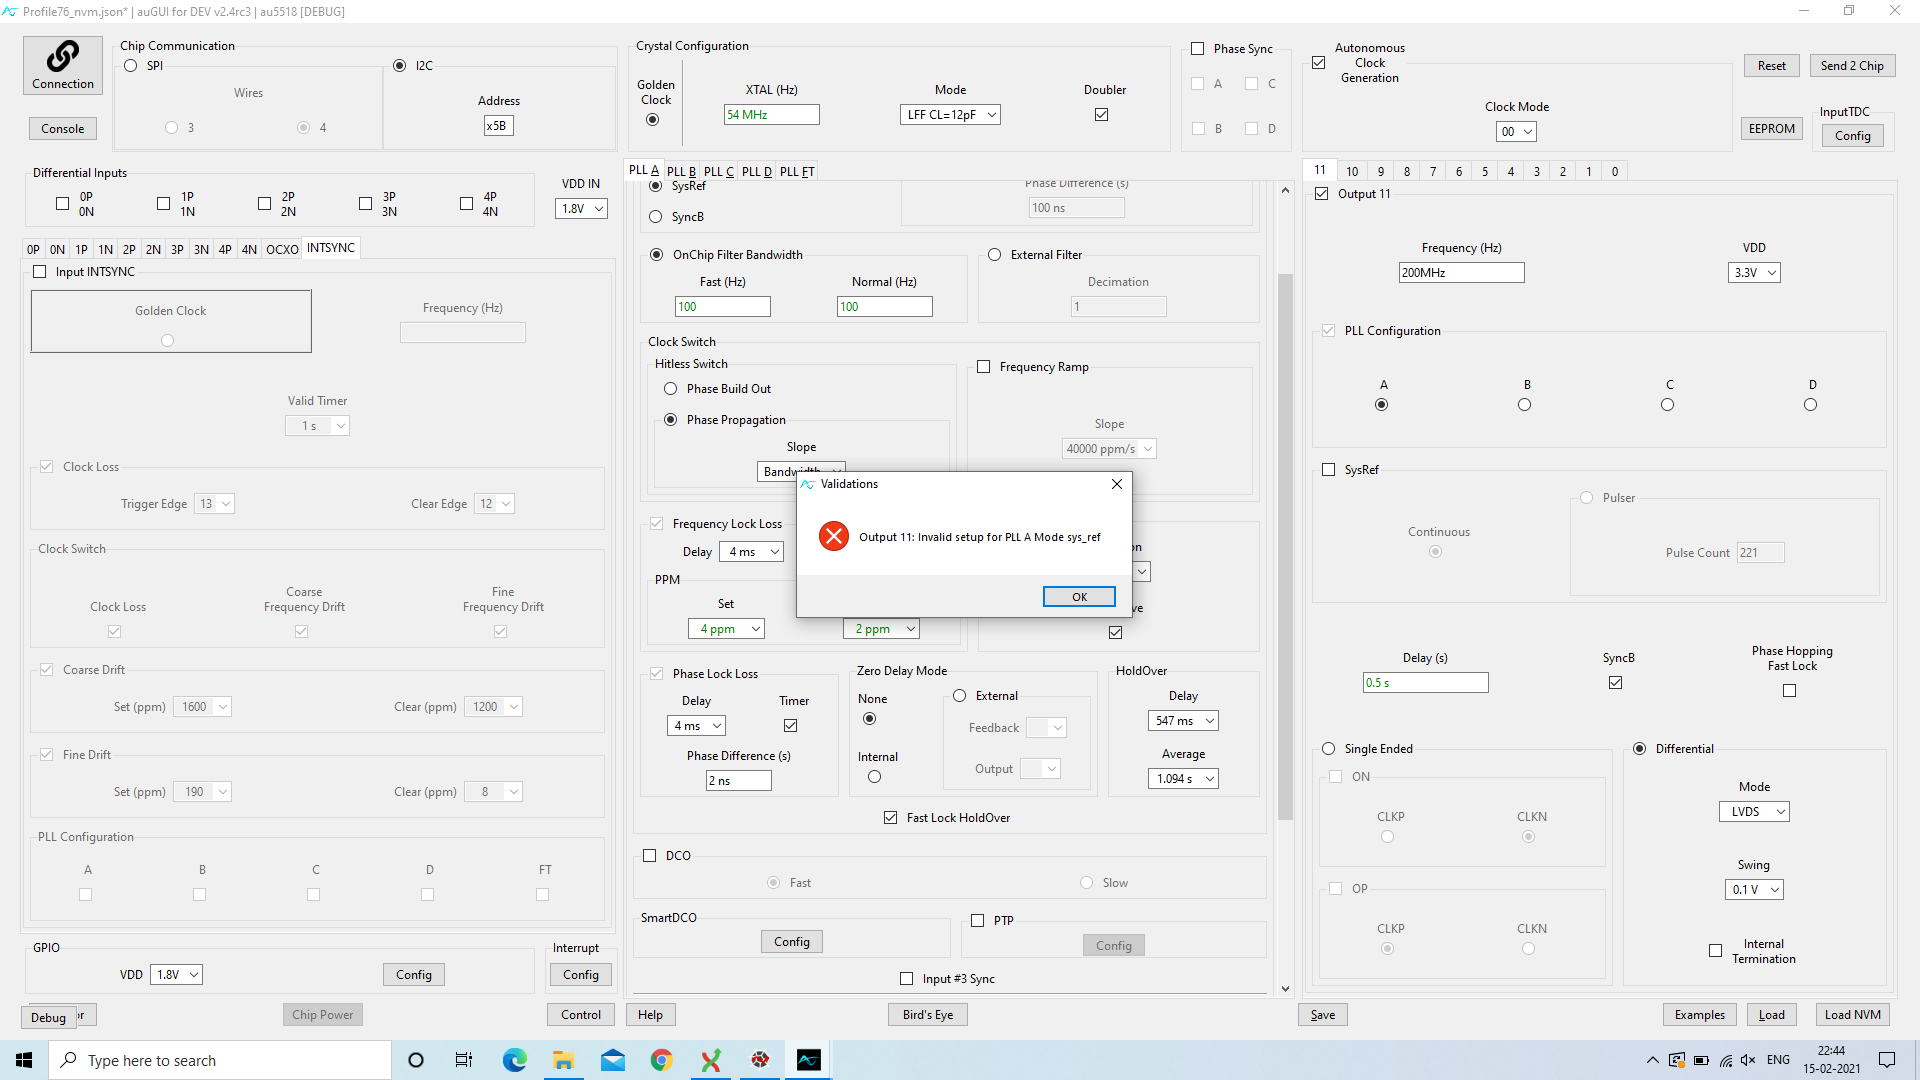 Profile76_nvm.json* | auGUI for DEV v2.4rc3 | au5518 [DEBUG]
Connection
Console
Chip Communication
SPI
Wires
3
4
I2C
Address
x5B
Crystal Configuration
Golden
Clock
XTAL (Hz)
54 MHz
Mode
LFF CL=12pF
Doubler
Phase Sync
A
C
B
D
Autonomous
Clock
Generation
Clock Mode
00
Reset
Send 2 Chip
EEPROM
InputTDC
Config
Differential Inputs
0P
0N
1P
1N
2P
2N
3P
3N
4P
4N
VDD IN
1.8V
0P 0N 1P 1N 2P 2N 3P 3N 4P 4N OCXO INTSYNC
Input INTSYNC
Golden Clock
Frequency (Hz)
Valid Timer
1 s
Clock Loss
Trigger Edge 13
Clear Edge 12
Clock Switch
Clock Loss
Coarse
Frequency Drift
Fine
Frequency Drift
Coarse Drift
Set (ppm) 1600
Clear (ppm) 1200
Fine Drift
Set (ppm) 190
Clear (ppm) 8
PLL Configuration
A B C D FT
GPIO
VDD 1.8V
Config
Interrupt
Config
Debug
or
Chip Power
Control
PLL A PLL B PLL C PLL D PLL FT
SysRef
SyncB
Phase Difference (s)
100 ns
OnChip Filter Bandwidth
Fast (Hz)
100
Normal (Hz)
100
External Filter
Decimation
1
Clock Switch
Hitless Switch
Phase Build Out
Phase Propagation
Slope
Bandwidth
Frequency Ramp
Slope
40000 ppm/s
Frequency Lock Loss
Delay 4 ms
PPM
Set
4 ppm
2 ppm
on
ve
Validations
Output 11: Invalid setup for PLL A Mode sys_ref
OK
Phase Lock Loss
Delay
4 ms
Timer
Phase Difference (s)
2 ns
Zero Delay Mode
None
Internal
External
Feedback
Output
HoldOver
Delay
547 ms
Average
1.094 s
Fast Lock HoldOver
DCO
Fast
Slow
SmartDCO
Config
PTP
Config
Input #3 Sync
Help
Bird's Eye
11 10 9 8 7 6 5 4 3 2 1 0
Output 11
Frequency (Hz)
200MHz
VDD
3.3V
PLL Configuration
A B C D
SysRef
Continuous
Pulser
Pulse Count 221
Delay (s)
0.5 s
SyncB
Phase Hopping
Fast Lock
Single Ended
ON
CLKP
CLKN
OP
CLKP
CLKN
Differential
Mode
LVDS
Swing
0.1 V
Internal
Termination
Save
Examples
Load
Load NVM
Type here to search
ENG
22:44
15-02-2021